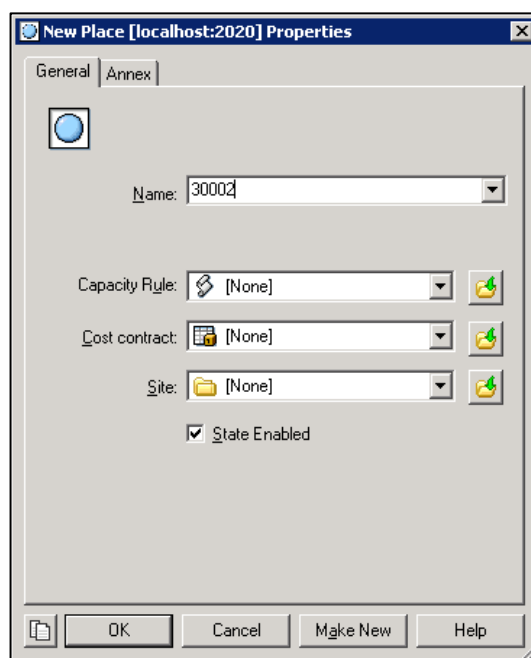 New Place [localhost:2020] Properties
General Annex
Name: 30002
Capacity Rule: [None]
Cost contract: [None]
Site: [None]
State Enabled
OK Cancel Make New Help